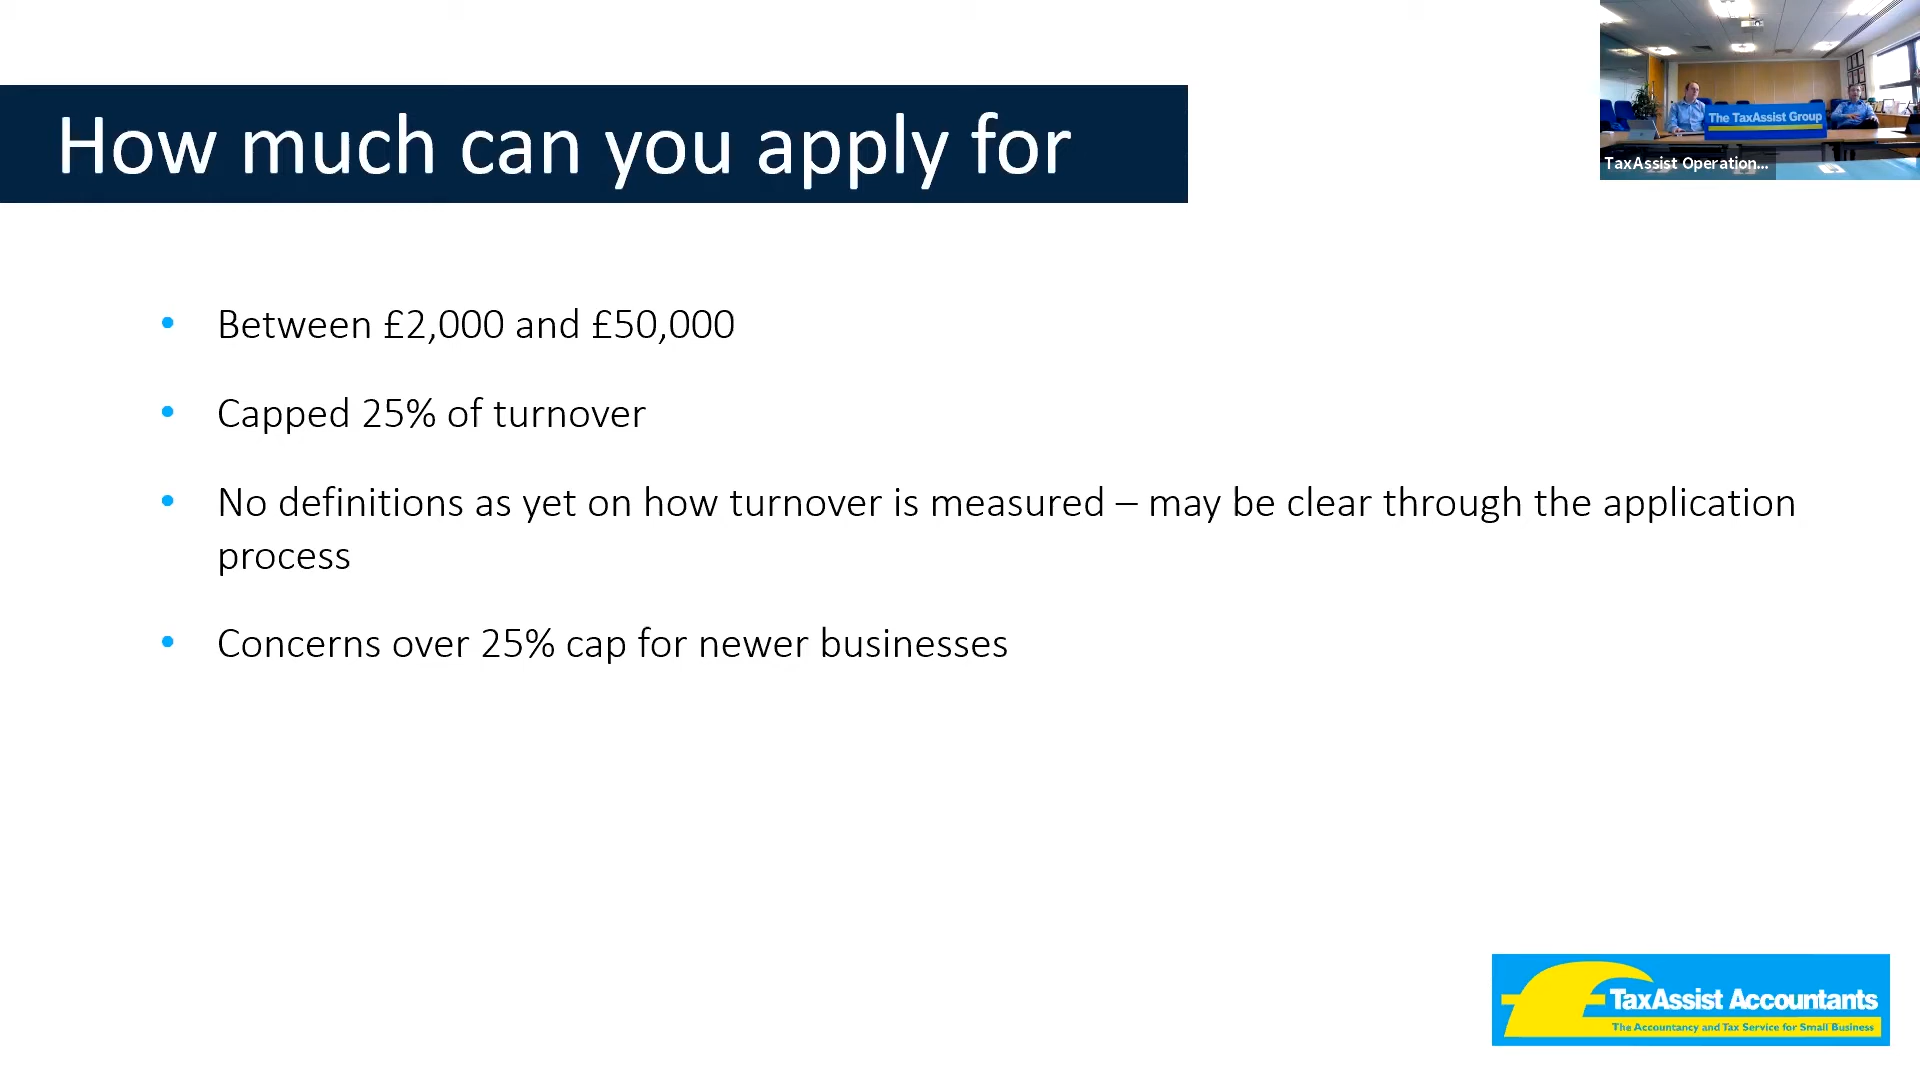 How much can you apply for
The TaxAssist Group
TaxAssist Operation...
• Between £2,000 and £50,000
• Capped 25% of turnover
• No definitions as yet on how turnover is measured – may be clear through the application
process
• Concerns over 25% cap for newer businesses
TaxAssist Accountants
The Accountancy and Tax Service for Small Business